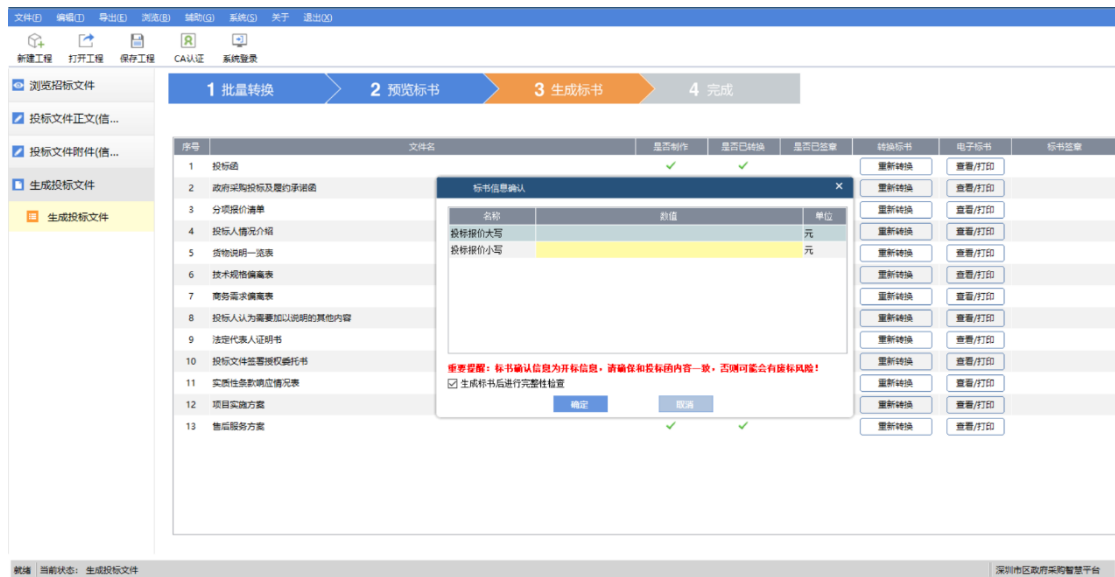 文件(F) 编辑(I) 导出(E) 浏览(B) 辅助(G) 系统(S) 关于 退出(X)
新建工程 打开工程 保存工程 CA认证 系统登录
浏览招标文件
投标文件正文(信...
投标文件附件(信...
生成投标文件
生成投标文件
1 批量转换 2 预览标书 3 生成标书 4 完成
序号 文件名 是否制作 是否已转换 是否已签章 转换标书 电子标书 标书签章
1 投标函 重新转换 查看/打印
2 政府采购投标及履约承诺函 重新转换 查看/打印
3 分项报价清单 重新转换 查看/打印
4 投标人情况介绍 重新转换 查看/打印
5 货物说明一览表 重新转换 查看/打印
6 技术规格偏离表 重新转换 查看/打印
7 商务需求偏离表 重新转换 查看/打印
8 投标人认为需要加以说明的其他内容 重新转换 查看/打印
9 法定代表人证明书 重新转换 查看/打印
10 投标文件签署授权委托书 重新转换 查看/打印
11 实质性条款响应情况表 重新转换 查看/打印
12 项目实施方案 重新转换 查看/打印
13 售后服务方案 重新转换 查看/打印
标书信息确认 ×
名称 数值 单位
投标报价大写 元
投标报价小写 元
重要提醒：标书确认信息为开标信息，请确保和投标函内容一致，否则可能会有废标风险！
生成标书后进行完整性检查
确定 取消
就绪 当前状态: 生成投标文件 深圳市区政府采购智慧平台